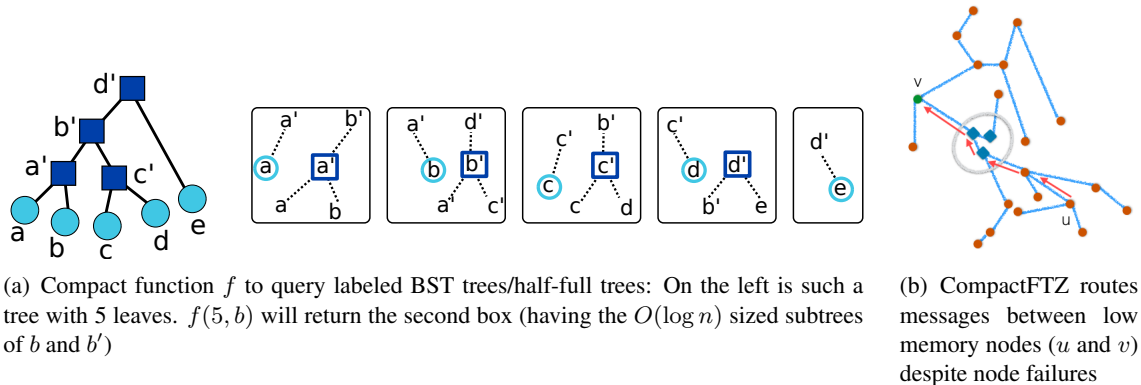 d'
b'
a'
c'
a
b
c
d
e
a'
b'
a
a'
a
b
a'
d'
b
b'
a'
c'
c'
b'
c
c'
c
d
c'
d
d'
b'
e
d'
e
v
u
(a) Compact function f to query labeled BST trees/half-full trees: On the left is such a
tree with 5 leaves. f(5, b) will return the second box (having the O(log n) sized subtrees
of b and b′)
(b) CompactFTZ routes
messages between low
memory nodes (u and v)
despite node failures